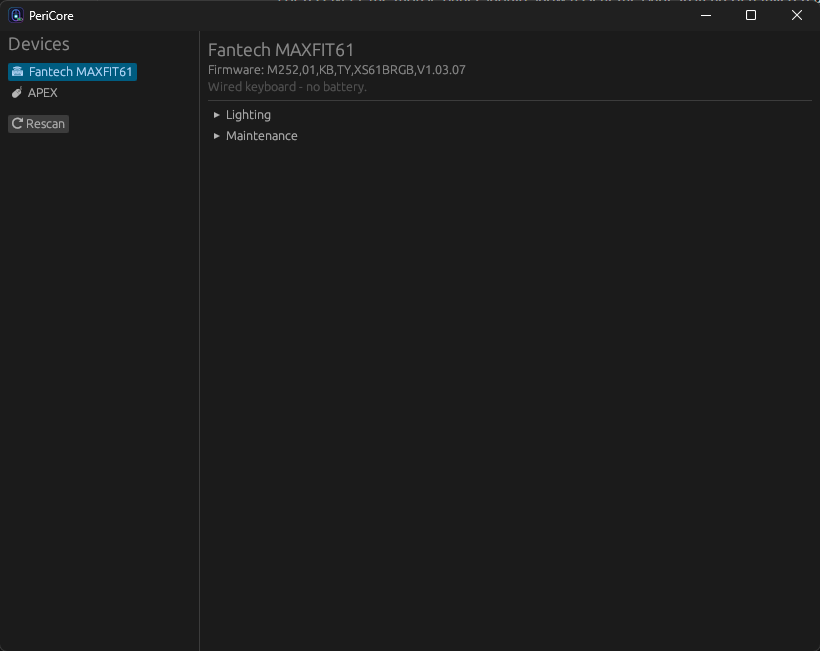 PeriCore
Devices
Fantech MAXFIT61
APEX
Rescan
Fantech MAXFIT61
Firmware: M252,01,KB,TY,XS61BRGB,V1.03.07
Wired keyboard - no battery.
Lighting
Maintenance